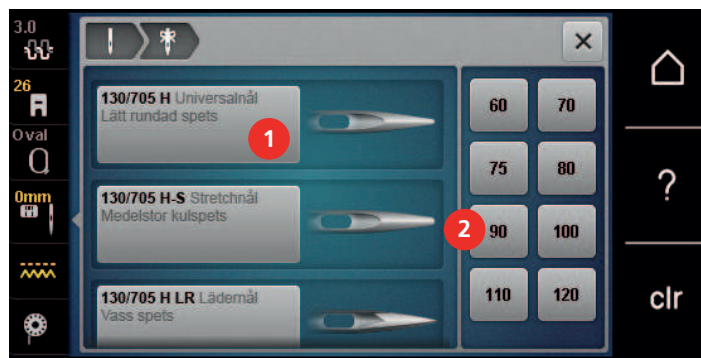 3.0
26
Oval
0mm
130/705 H Universalnål
Lätt rundad spets
1
130/705 H-S Stretchnål
Medelstor kulspets
2
130/705 H LR Lädernål
Vass spets
60 70
75 80
90 100
110 120
?
clr